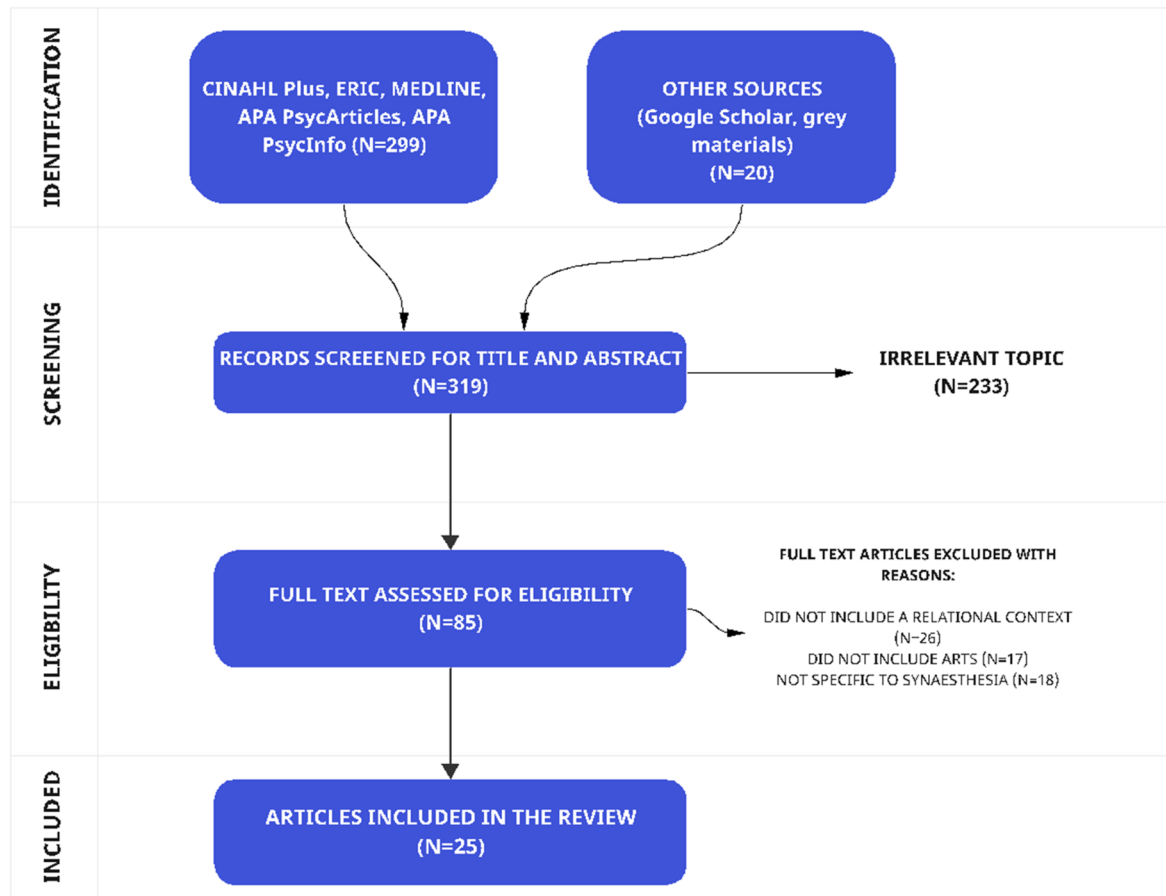 IDENTIFICATION
CINAHL Plus, ERIC, MEDLINE,
APA PsycArticles, APA
PsycInfo (N=299)
OTHER SOURCES
(Google Scholar, grey
materials)
(N=20)
SCREENING
RECORDS SCREEENED FOR TITLE AND ABSTRACT
(N=319)
IRRELEVANT TOPIC
(N=233)
ELIGIBILITY
FULL TEXT ASSESSED FOR ELIGIBILITY
(N=85)
FULL TEXT ARTICLES EXCLUDED WITH
REASONS:
DID NOT INCLUDE A RELATIONAL CONTEXT
(N=26)
DID NOT INCLUDE ARTS (N=17)
NOT SPECIFIC TO SYNAESTHESIA (N=18)
INCLUDED
ARTICLES INCLUDED IN THE REVIEW
(N=25)